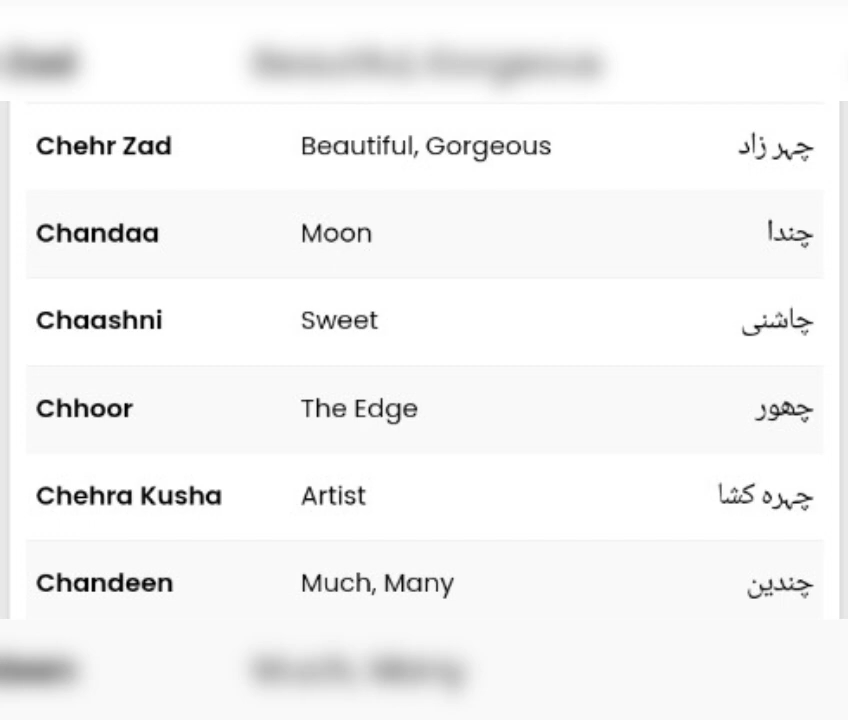 Chehr Zad Beautiful, Gorgeous چہر زاد
Chandaa Moon چندا
Chaashni Sweet چاشنی
Chhoor The Edge چھور
Chehra Kusha Artist چہرہ کشا
Chandeen Much, Many چندین